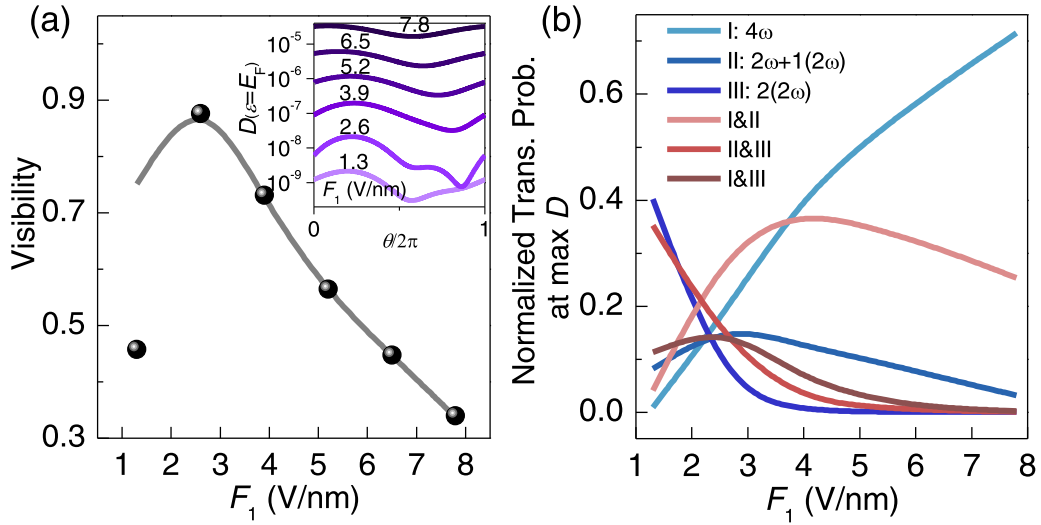 (a)
Visibility
0.9
0.7
0.5
0.3
1 2 3 4 5 6 7 8
F₁ (V/nm)
D(ε=E_F)
10⁻⁵
10⁻⁶
10⁻⁷
10⁻⁸
10⁻⁹
7.8
6.5
5.2
3.9
2.6
1.3
F₁ (V/nm)
0 1
θ/2π
(b)
Normalized Trans. Prob.
at max D
0.6
0.4
0.2
0.0
I: 4ω
II: 2ω+1(2ω)
III: 2(2ω)
I&II
II&III
I&III
1 2 3 4 5 6 7 8
F₁ (V/nm)